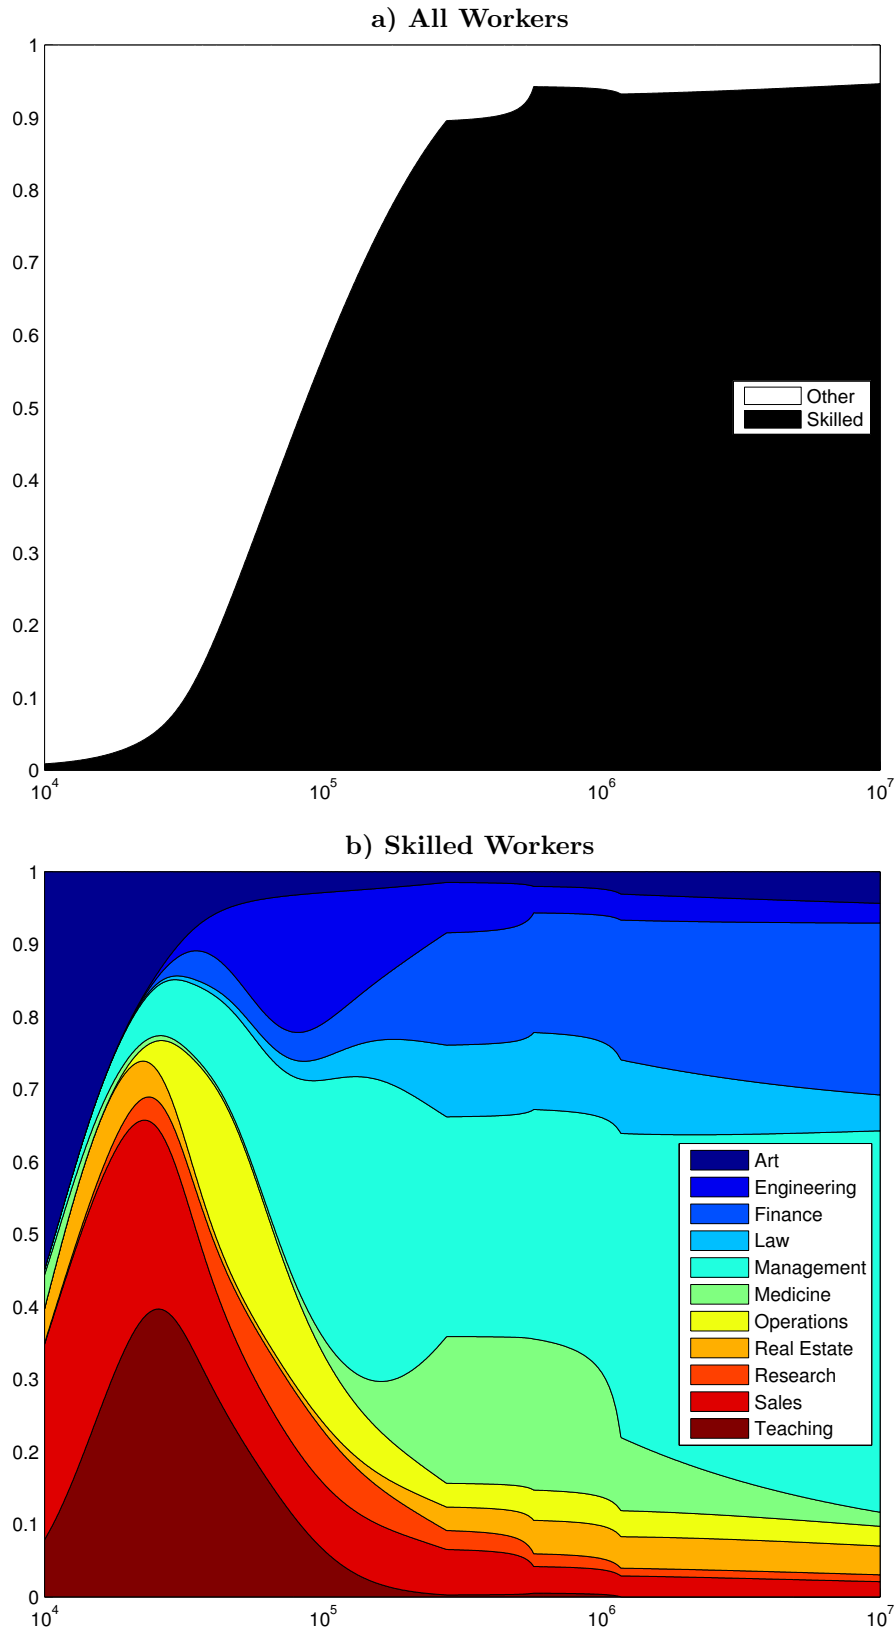 a) All Workers
1
0.9
0.8
0.7
0.6
0.5
0.4
0.3
0.2
0.1
0
Other
Skilled
10^4 10^5 10^6 10^7
b) Skilled Workers
1
0.9
0.8
0.7
0.6
0.5
0.4
0.3
0.2
0.1
0
Art
Engineering
Finance
Law
Management
Medicine
Operations
Real Estate
Research
Sales
Teaching
10^4 10^5 10^6 10^7